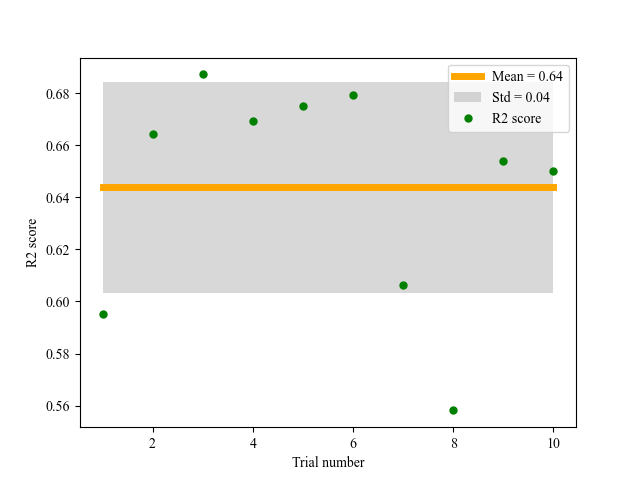 Mean = 0.64
Std = 0.04
R2 score
0.68
0.66
0.64
0.62
0.60
0.58
0.56
R2 score
2
4
6
8
10
Trial number